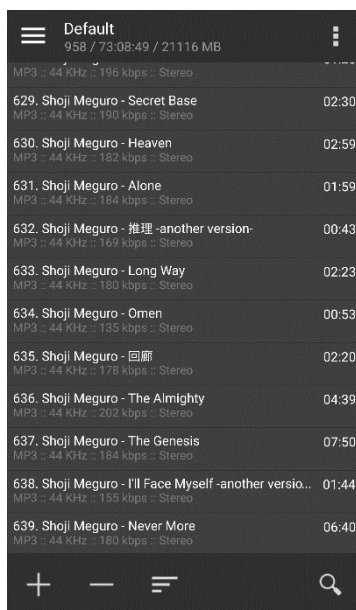 Default
958 / 73:08:49 / 21116 MB
MP3 :: 44 KHz :: 196 kbps :: Stereo
629. Shoji Meguro - Secret Base 02:30
MP3 :: 44 KHz :: 190 kbps :: Stereo
630. Shoji Meguro - Heaven 02:59
MP3 :: 44 KHz :: 182 kbps :: Stereo
631. Shoji Meguro - Alone 01:59
MP3 :: 44 KHz :: 184 kbps :: Stereo
632. Shoji Meguro - 推理 -another version- 00:43
MP3 :: 44 KHz :: 169 kbps :: Stereo
633. Shoji Meguro - Long Way 02:23
MP3 :: 44 KHz :: 180 kbps :: Stereo
634. Shoji Meguro - Omen 00:53
MP3 :: 44 KHz :: 135 kbps :: Stereo
635. Shoji Meguro - 回廊 02:20
MP3 :: 44 KHz :: 178 kbps :: Stereo
636. Shoji Meguro - The Almighty 04:39
MP3 :: 44 KHz :: 202 kbps :: Stereo
637. Shoji Meguro - The Genesis 07:50
MP3 :: 44 KHz :: 184 kbps :: Stereo
638. Shoji Meguro - I'll Face Myself -another versio... 01:44
MP3 :: 44 KHz :: 155 kbps :: Stereo
639. Shoji Meguro - Never More 06:40
MP3 :: 44 KHz :: 180 kbps :: Stereo